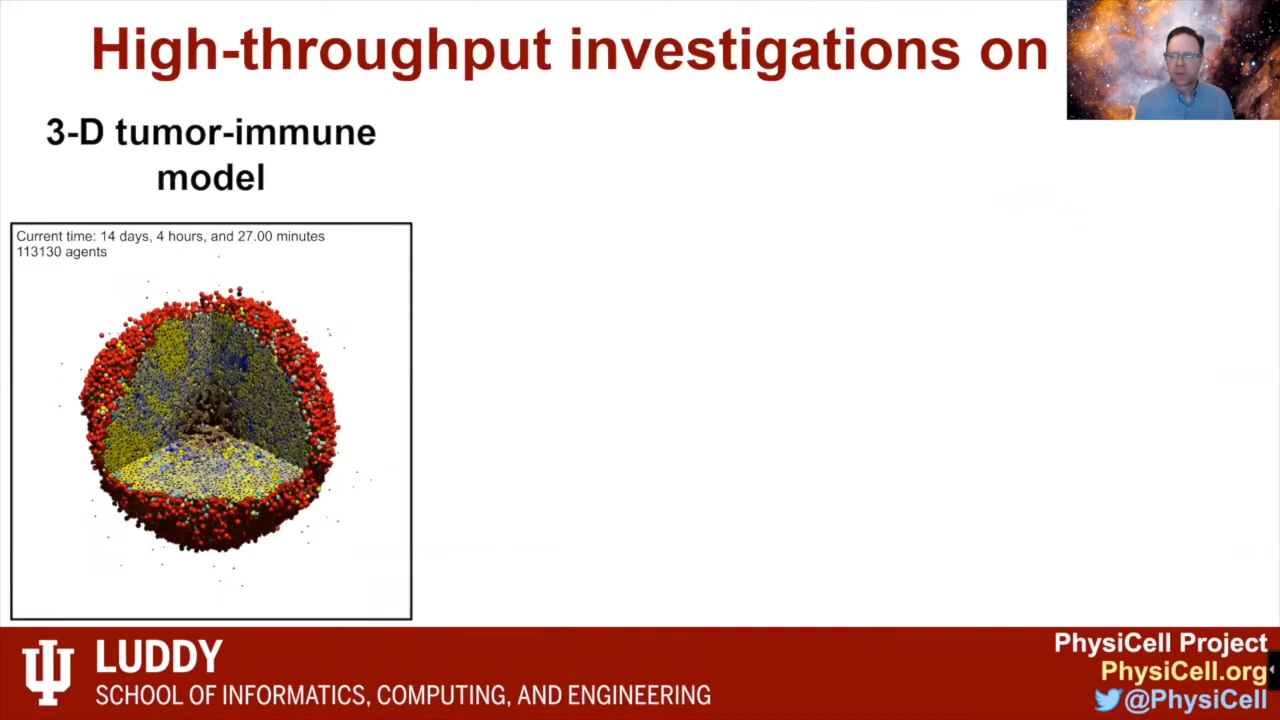 High-throughput investigations on
3-D tumor-immune
model
Current time: 14 days, 4 hours, and 27.00 minutes
113130 agents
LUDDY
SCHOOL OF INFORMATICS, COMPUTING, AND ENGINEERING
PhysiCell Project
PhysiCell.org
@PhysiCell